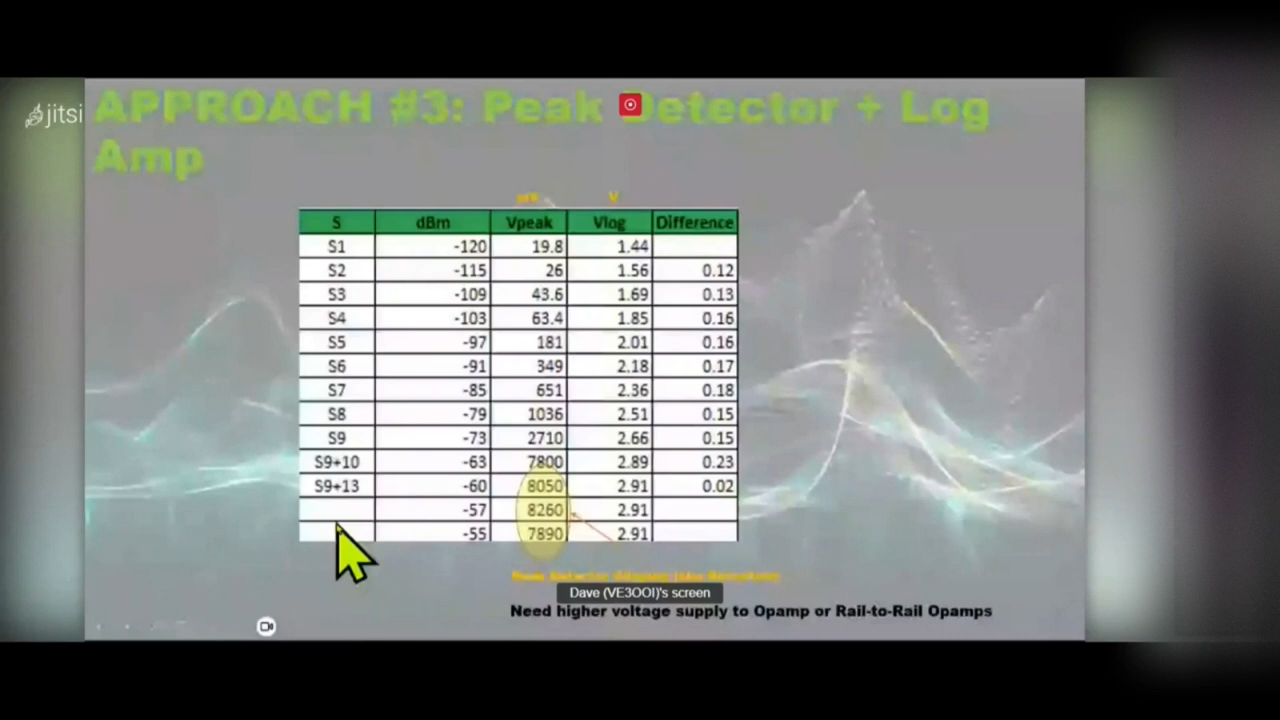 jitsi
APPROACH #3: Peak Detector + Log
Amp
V
S dBm Vpeak Vlog Difference
S1 -120 19.8 1.44
S2 -115 26 1.56 0.12
S3 -109 43.6 1.69 0.13
S4 -103 63.4 1.85 0.16
S5 -97 181 2.01 0.16
S6 -91 349 2.18 0.17
S7 -85 651 2.36 0.18
S8 -79 1036 2.51 0.15
S9 -73 2710 2.66 0.15
S9+10 -63 7800 2.89 0.23
S9+13 -60 8050 2.91 0.02
-57 8260 2.91
-55 7890 2.91
Peak Detector
Dave (VE3OOI)'s screen
Need higher voltage supply to Opamp or Rail-to-Rail Opamps